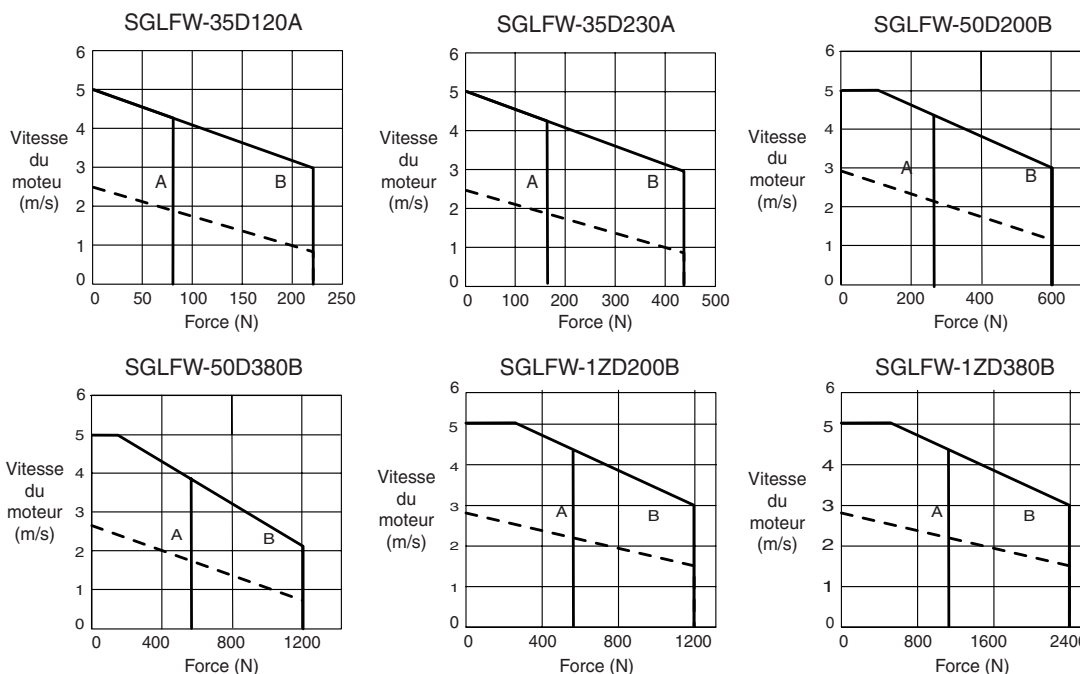 SGLFW-35D120A
SGLFW-35D230A
SGLFW-50D200B
Vitesse
du
moteu
(m/s)
6
5
4
3
2
1
0
A
B
0 50 100 150 200 250
Force (N)
Vitesse
du
moteur
(m/s)
6
5
4
3
2
1
0
A
B
0 100 200 300 400 500
Force (N)
Vitesse
du
moteur
(m/s)
6
5
4
3
2
1
0
A
B
0 200 400 600
Force (N)
SGLFW-50D380B
SGLFW-1ZD200B
SGLFW-1ZD380B
Vitesse
du
moteur
(m/s)
6
5
4
3
2
1
0
A
B
0 400 800 1200
Force (N)
Vitesse
du
moteur
(m/s)
6
5
4
3
2
1
0
A
B
0 400 800 1200
Force (N)
Vitesse
du
moteur
(m/s)
6
5
4
3
2
1
0
A
B
0 800 1600 2400
Force (N)